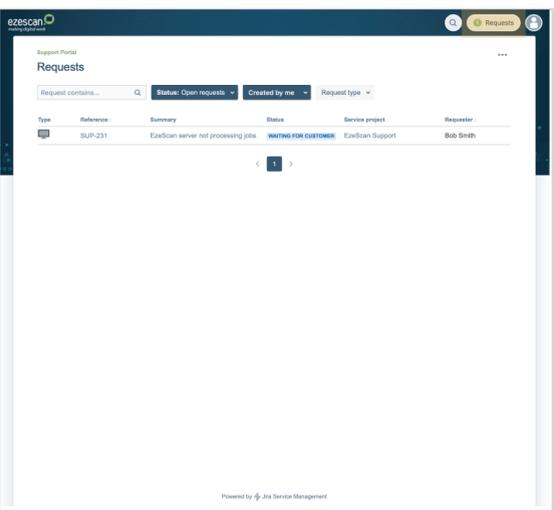 ezescan
making digital work
Requests
Support Portal
Requests
Request contains... Status: Open requests Created by me Request type
Type Reference Summary Status Service project Requester
SUP-231 EzeScan server not processing jobs WAITING FOR CUSTOMER EzeScan Support Bob Smith
1
Powered by Jira Service Management